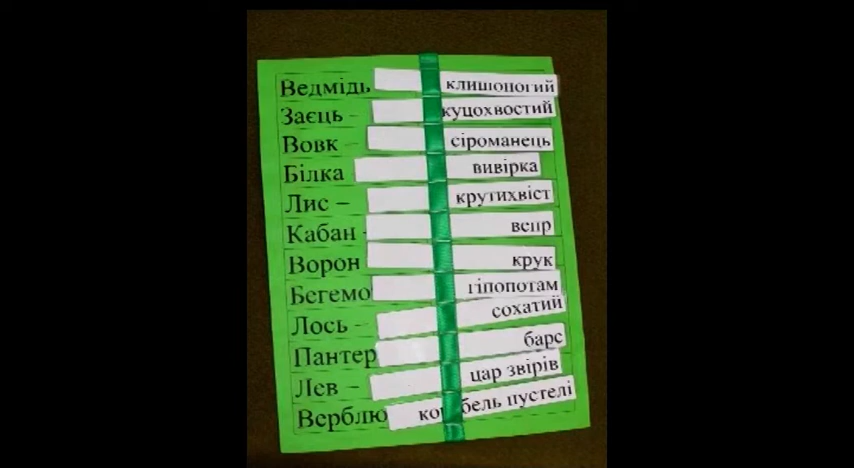 Ведмідь клишоногий
Заєць – куцохвостий
Вовк – сіроманець
Білка вивірка
Лис – крутихвіст
Кабан - вепр
Ворон крук
Бегемо гіпопотам
Лось – сохатий
Пантер барс
Лев – цар звірів
Верблю корабель пустелі